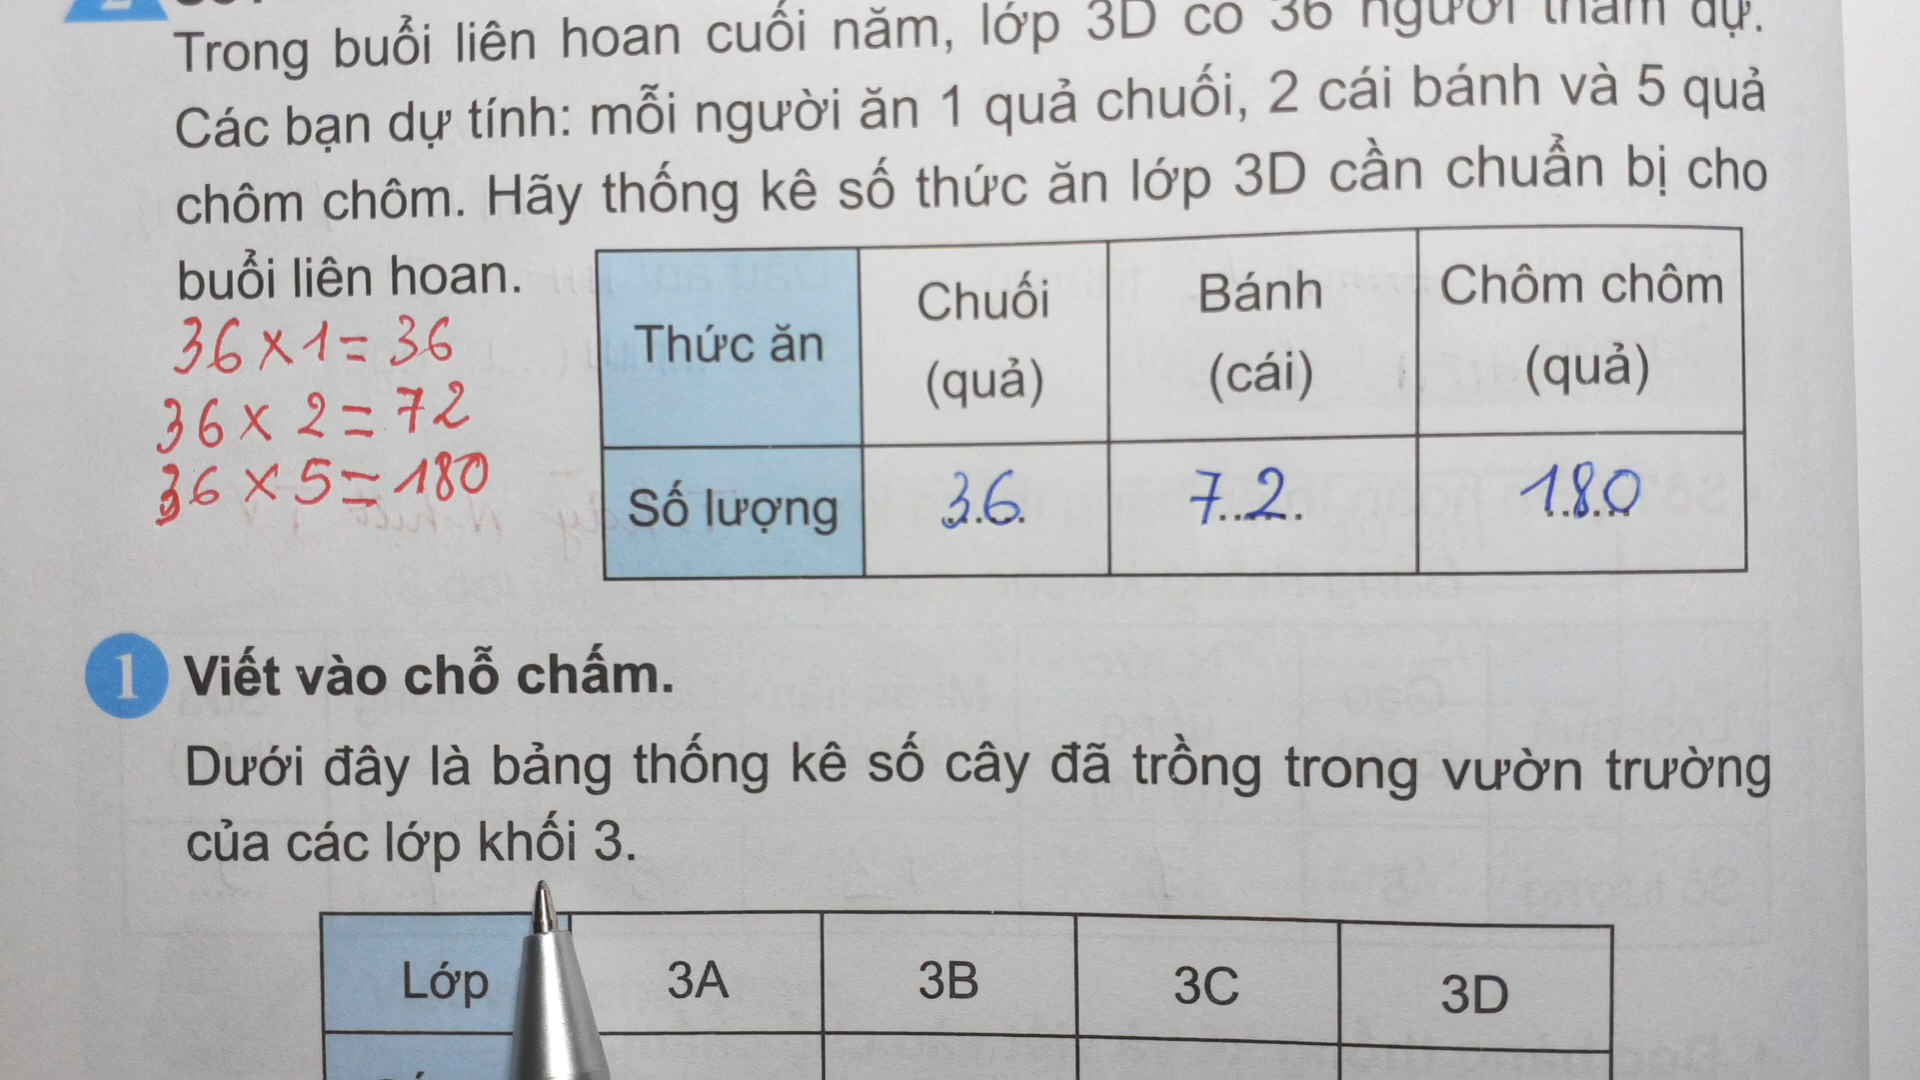 Trong buổi liên hoan cuối năm, lớp 3D có 36 người tham dự.
Các bạn dự tính: mỗi người ăn 1 quả chuối, 2 cái bánh và 5 quả
chôm chôm. Hãy thống kê số thức ăn lớp 3D cần chuẩn bị cho
buổi liên hoan.
36 x 1 = 36
36 x 2 = 72
36 x 5 = 180
Thức ăn Chuối (quả) Bánh (cái) Chôm chôm (quả)
Số lượng 36 72 180
1 Viết vào chỗ chấm.
Dưới đây là bảng thống kê số cây đã trồng trong vườn trường
của các lớp khối 3.
Lớp 3A 3B 3C 3D